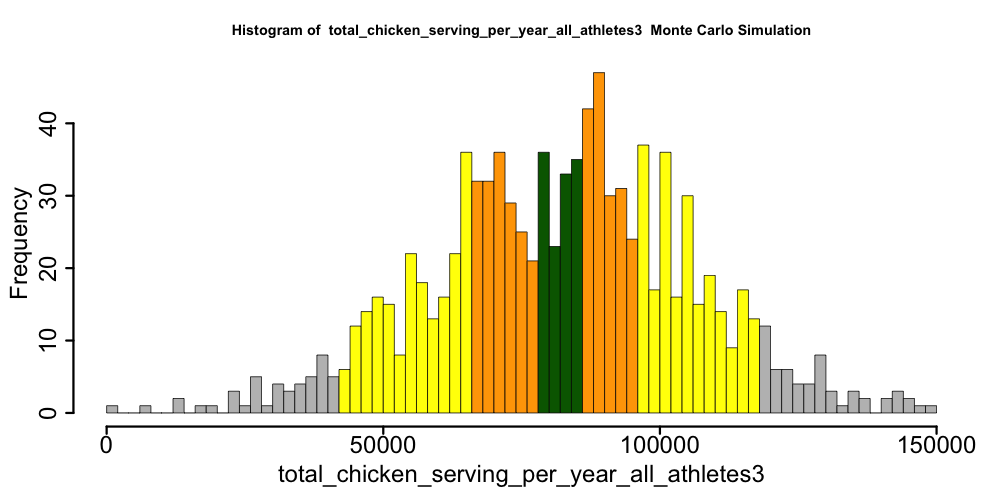 Histogram of  total_chicken_serving_per_year_all_athletes3  Monte Carlo Simulation
Frequency
40
30
20
10
0
0 50000 100000 150000
total_chicken_serving_per_year_all_athletes3